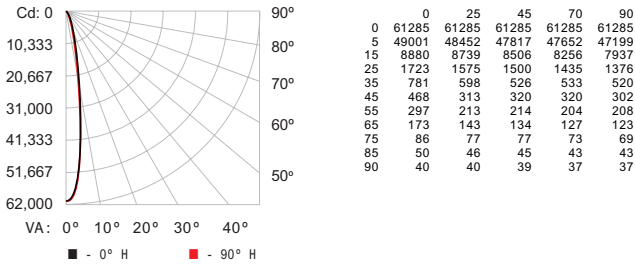 Cd: 0
10,333
20,667
31,000
41,333
51,667
62,000
90º
80º
70º
60º
50º
VA: 0º 10º 20º 30º 40º
- 0º H - 90º H
0 25 45 70 90
0 61285 61285 61285 61285 61285
5 49001 48452 47817 47652 47199
15 8880 8739 8506 8256 7937
25 1723 1575 1500 1435 1376
35 781 598 526 533 520
45 468 313 320 320 302
55 297 213 214 204 208
65 173 143 134 127 123
75 86 77 77 73 69
85 50 46 45 43 43
90 40 40 39 37 37